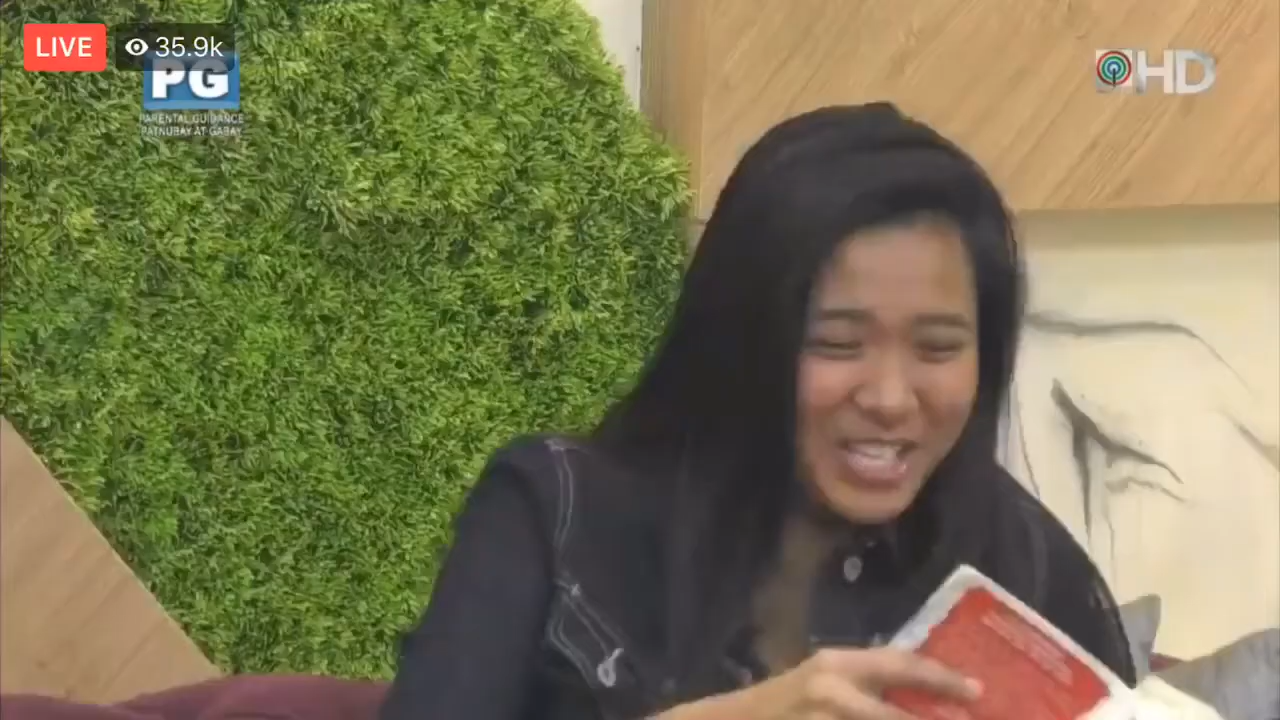 LIVE
35.9k
PG
PARENTAL GUIDANCE
PATNUBAY AT GABAY
HD